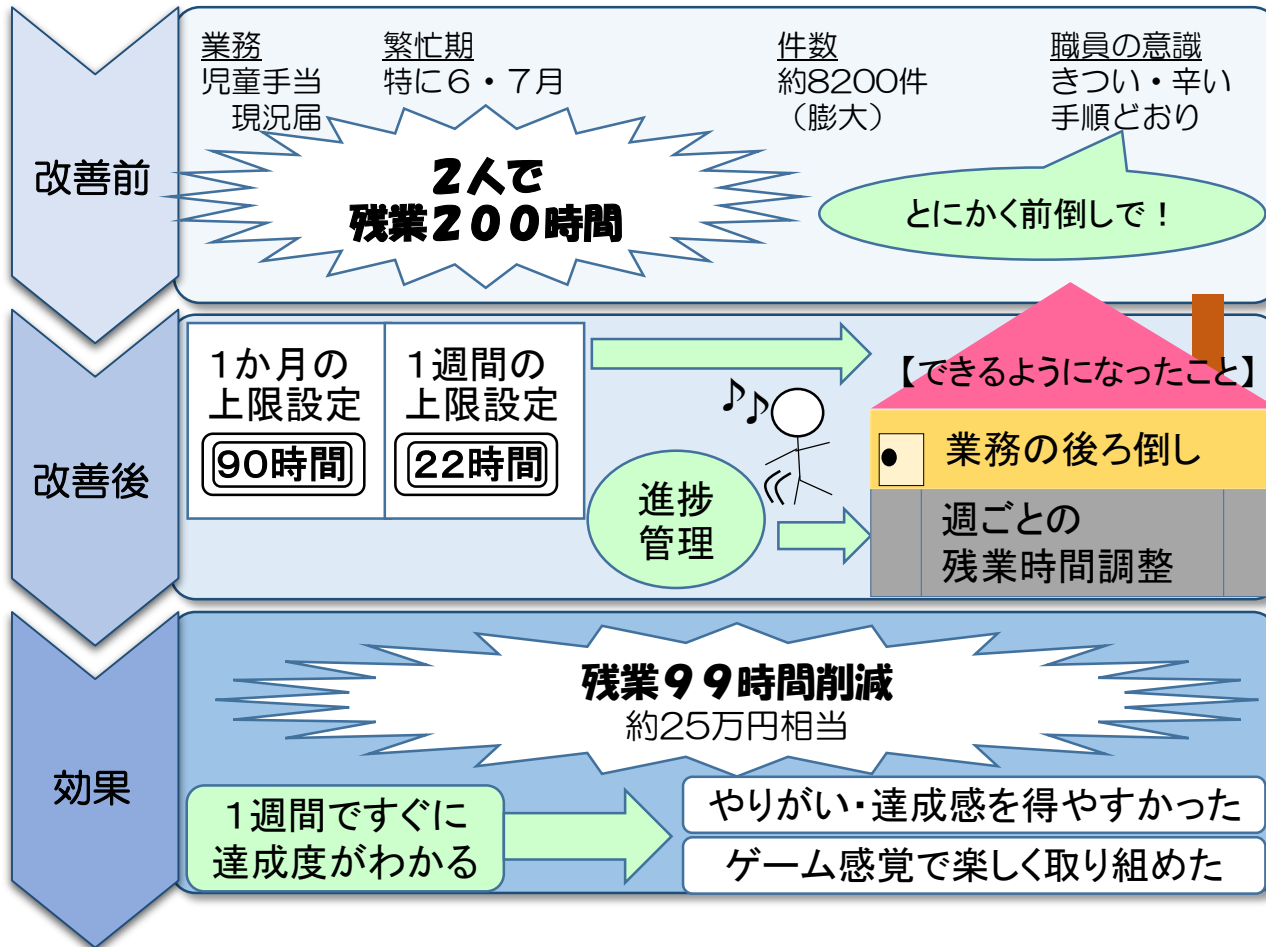 改善前
業務
児童手当
現況届
繁忙期
特に６・７月
件数
約8200件
（膨大）
職員の意識
きつい・辛い
手順どおり
２人で
残業２００時間
とにかく前倒しで！
改善後
１か月の
上限設定
90時間
１週間の
上限設定
22時間
進捗
管理
♪♪
【できるようになったこと】
業務の後ろ倒し
週ごとの
残業時間調整
効果
残業９９時間削減
約25万円相当
１週間ですぐに
達成度がわかる
やりがい・達成感を得やすかった
ゲーム感覚で楽しく取り組めた